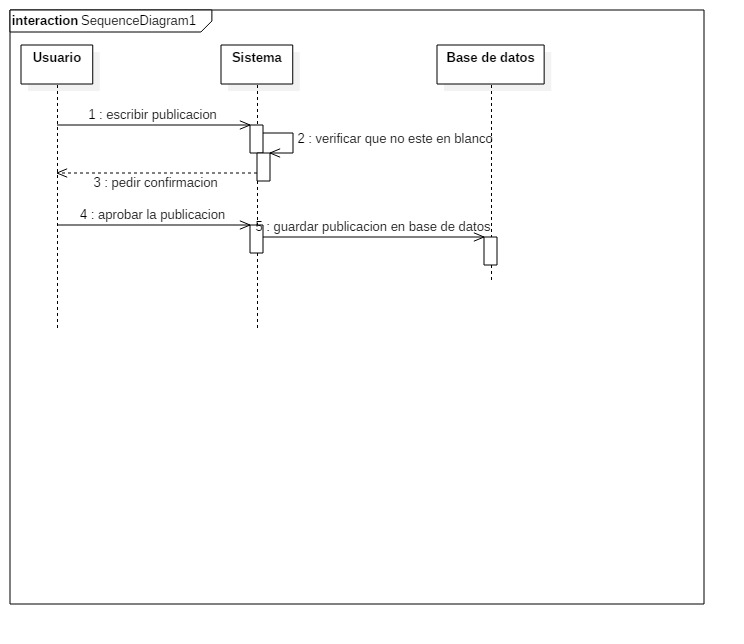 interaction SequenceDiagram1
Usuario
Sistema
Base de datos
1 : escribir publicacion
2 : verificar que no este en blanco
3 : pedir confirmacion
4 : aprobar la publicacion
5 : guardar publicacion en base de datos